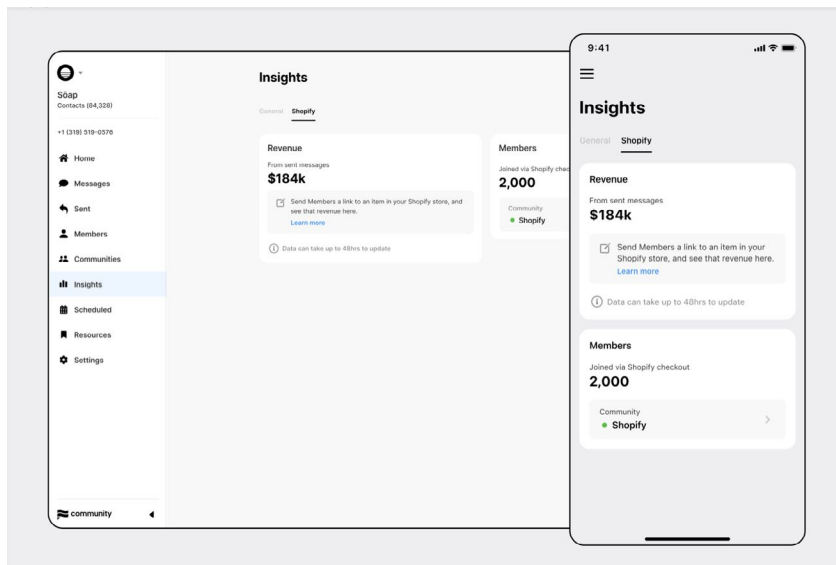 Söap
Contacts (84,328)
+1 (319) 519-0576
Home
Messages
Sent
Members
Communities
Insights
Scheduled
Resources
Settings
community
Insights
General Shopify
Revenue
From sent messages
$184k
Send Members a link to an item in your Shopify store, and
see that revenue here.
Learn more
Data can take up to 48hrs to update
Members
Joined via Shopify chec
2,000
Community
Shopify
9:41
Insights
General Shopify
Revenue
From sent messages
$184k
Send Members a link to an item in your
Shopify store, and see that revenue here.
Learn more
Data can take up to 48hrs to update
Members
Joined via Shopify checkout
2,000
Community
Shopify